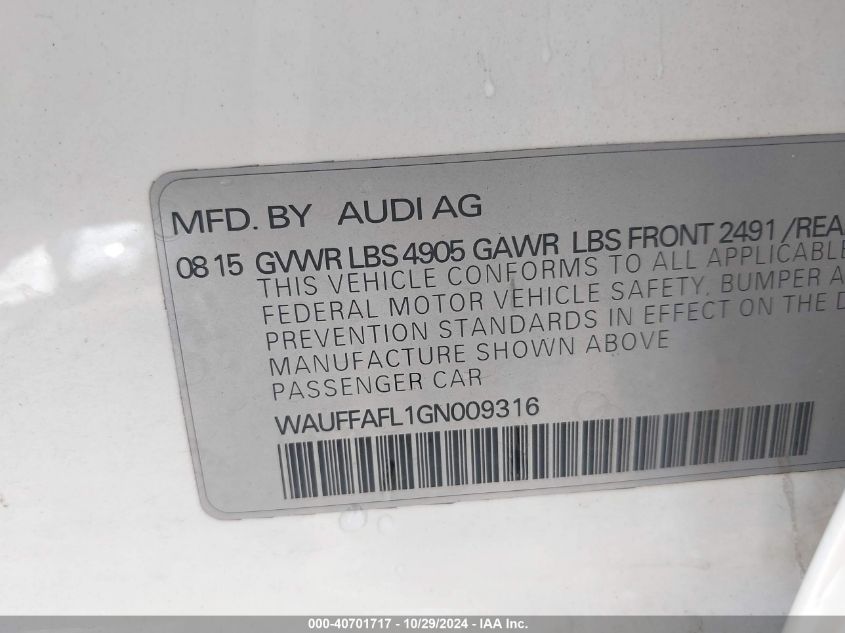 MFD. BY AUDI AG
08 15 GVWR LBS 4905 GAWR LBS FRONT 2491 /REA
THIS VEHICLE CONFORMS TO ALL APPLICABLE
FEDERAL MOTOR VEHICLE SAFETY, BUMPER A
PREVENTION STANDARDS IN EFFECT ON THE D
MANUFACTURE SHOWN ABOVE
PASSENGER CAR
WAUFFAFL1GN009316
000-40701717 - 10/29/2024 - IAA Inc.